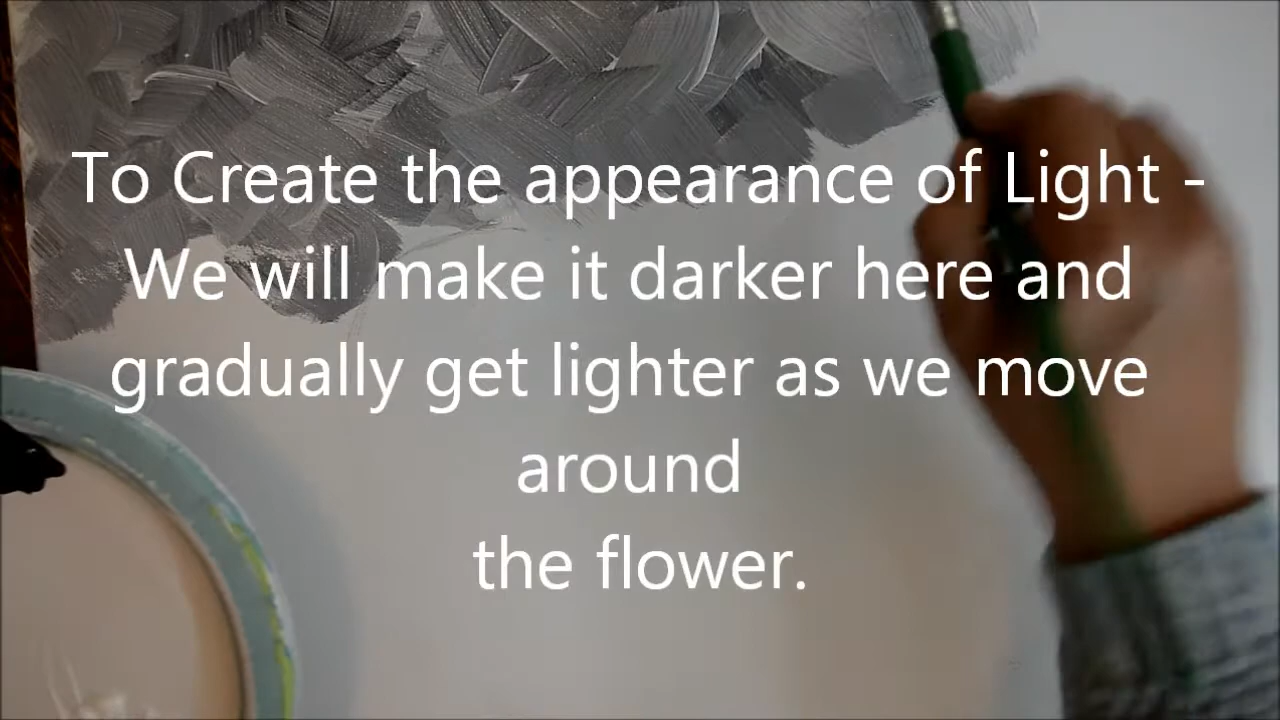 To Create the appearance of Light -
We will make it darker here and
gradually get lighter as we move
around
the flower.